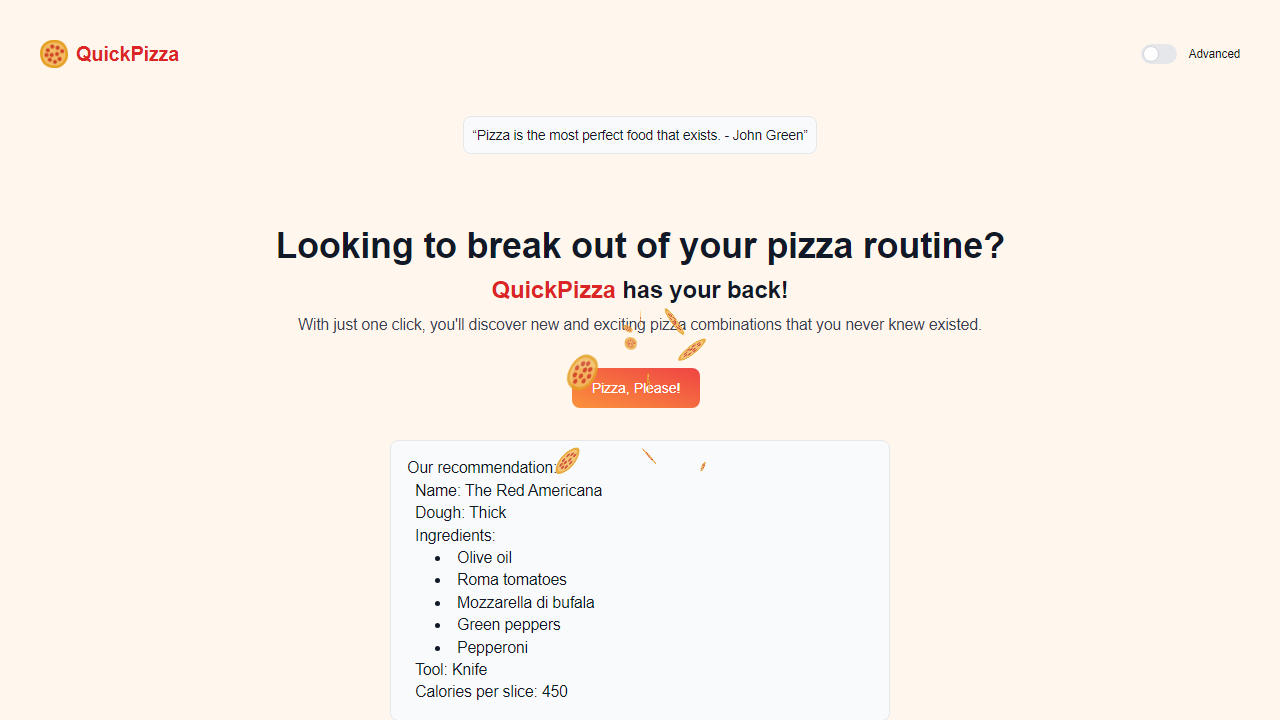 QuickPizza
Advanced
“Pizza is the most perfect food that exists. - John Green”
Looking to break out of your pizza routine?
QuickPizza has your back!
With just one click, you'll discover new and exciting pizza combinations that you never knew existed.
Pizza, Please!
Our recommendation:
Name: The Red Americana
Dough: Thick
Ingredients:
• Olive oil
• Roma tomatoes
• Mozzarella di bufala
• Green peppers
• Pepperoni
Tool: Knife
Calories per slice: 450